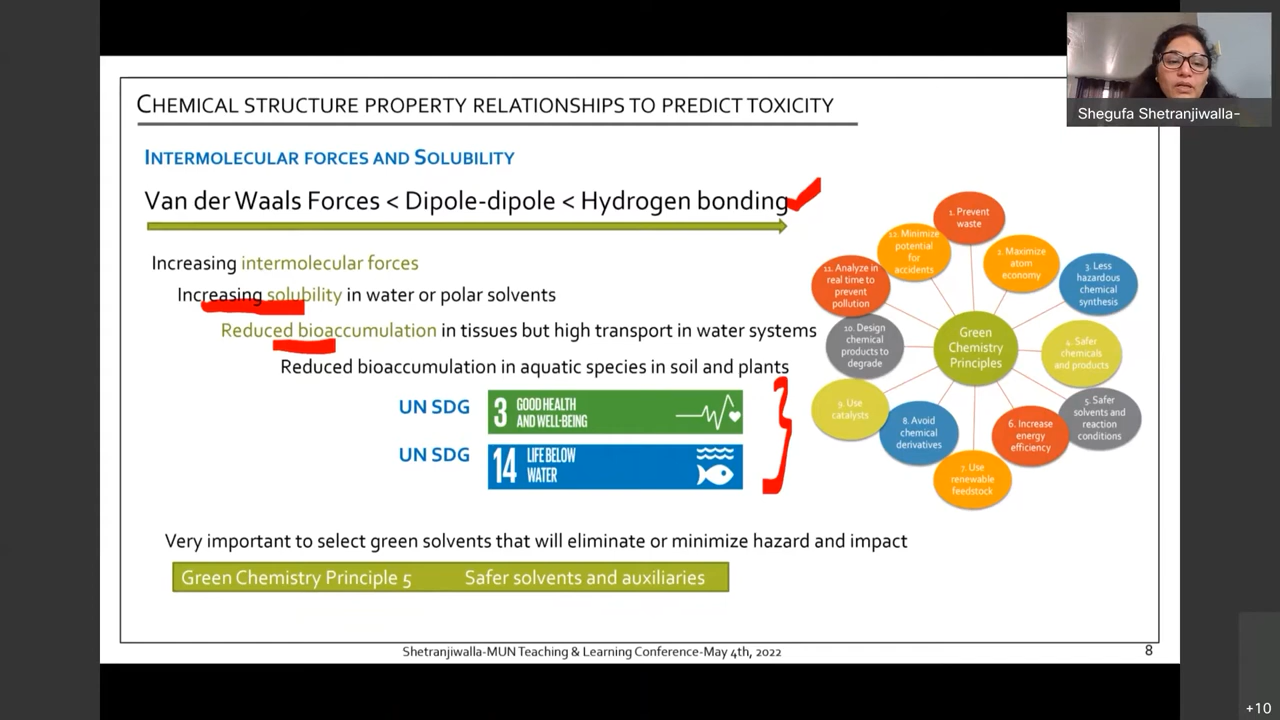 CHEMICAL STRUCTURE PROPERTY RELATIONSHIPS TO PREDICT TOXICITY
INTERMOLECULAR FORCES AND SOLUBILITY
Van der Waals Forces < Dipole-dipole < Hydrogen bonding
Increasing intermolecular forces
Increasing solubility in water or polar solvents
Reduced bioaccumulation in tissues but high transport in water systems
Reduced bioaccumulation in aquatic species in soil and plants
UN SDG
3 GOOD HEALTH
AND WELL-BEING
UN SDG
14 LIFE BELOW
WATER
Very important to select green solvents that will eliminate or minimize hazard and impact
Green Chemistry Principle 5 Safer solvents and auxiliaries
Green
Chemistry
Principles
1. Prevent
waste
1. Maximize
atom
economy
3. Less
hazardous
chemical
synthesis
4. Safer
chemicals
and products
5. Safer
solvents and
reaction
conditions
6. Increase
energy
efficiency
7. Use
renewable
feedstock
8. Avoid
chemical
derivatives
9. Use
catalysts
10. Design
chemical
products to
degrade
11. Analyze in
real time to
prevent
pollution
12. Minimize
potential
for
accidents
Shetranjiwalla-MUN Teaching & Learning Conference-May 4th, 2022
8
Shegufa Shetranjiwalla-
+10